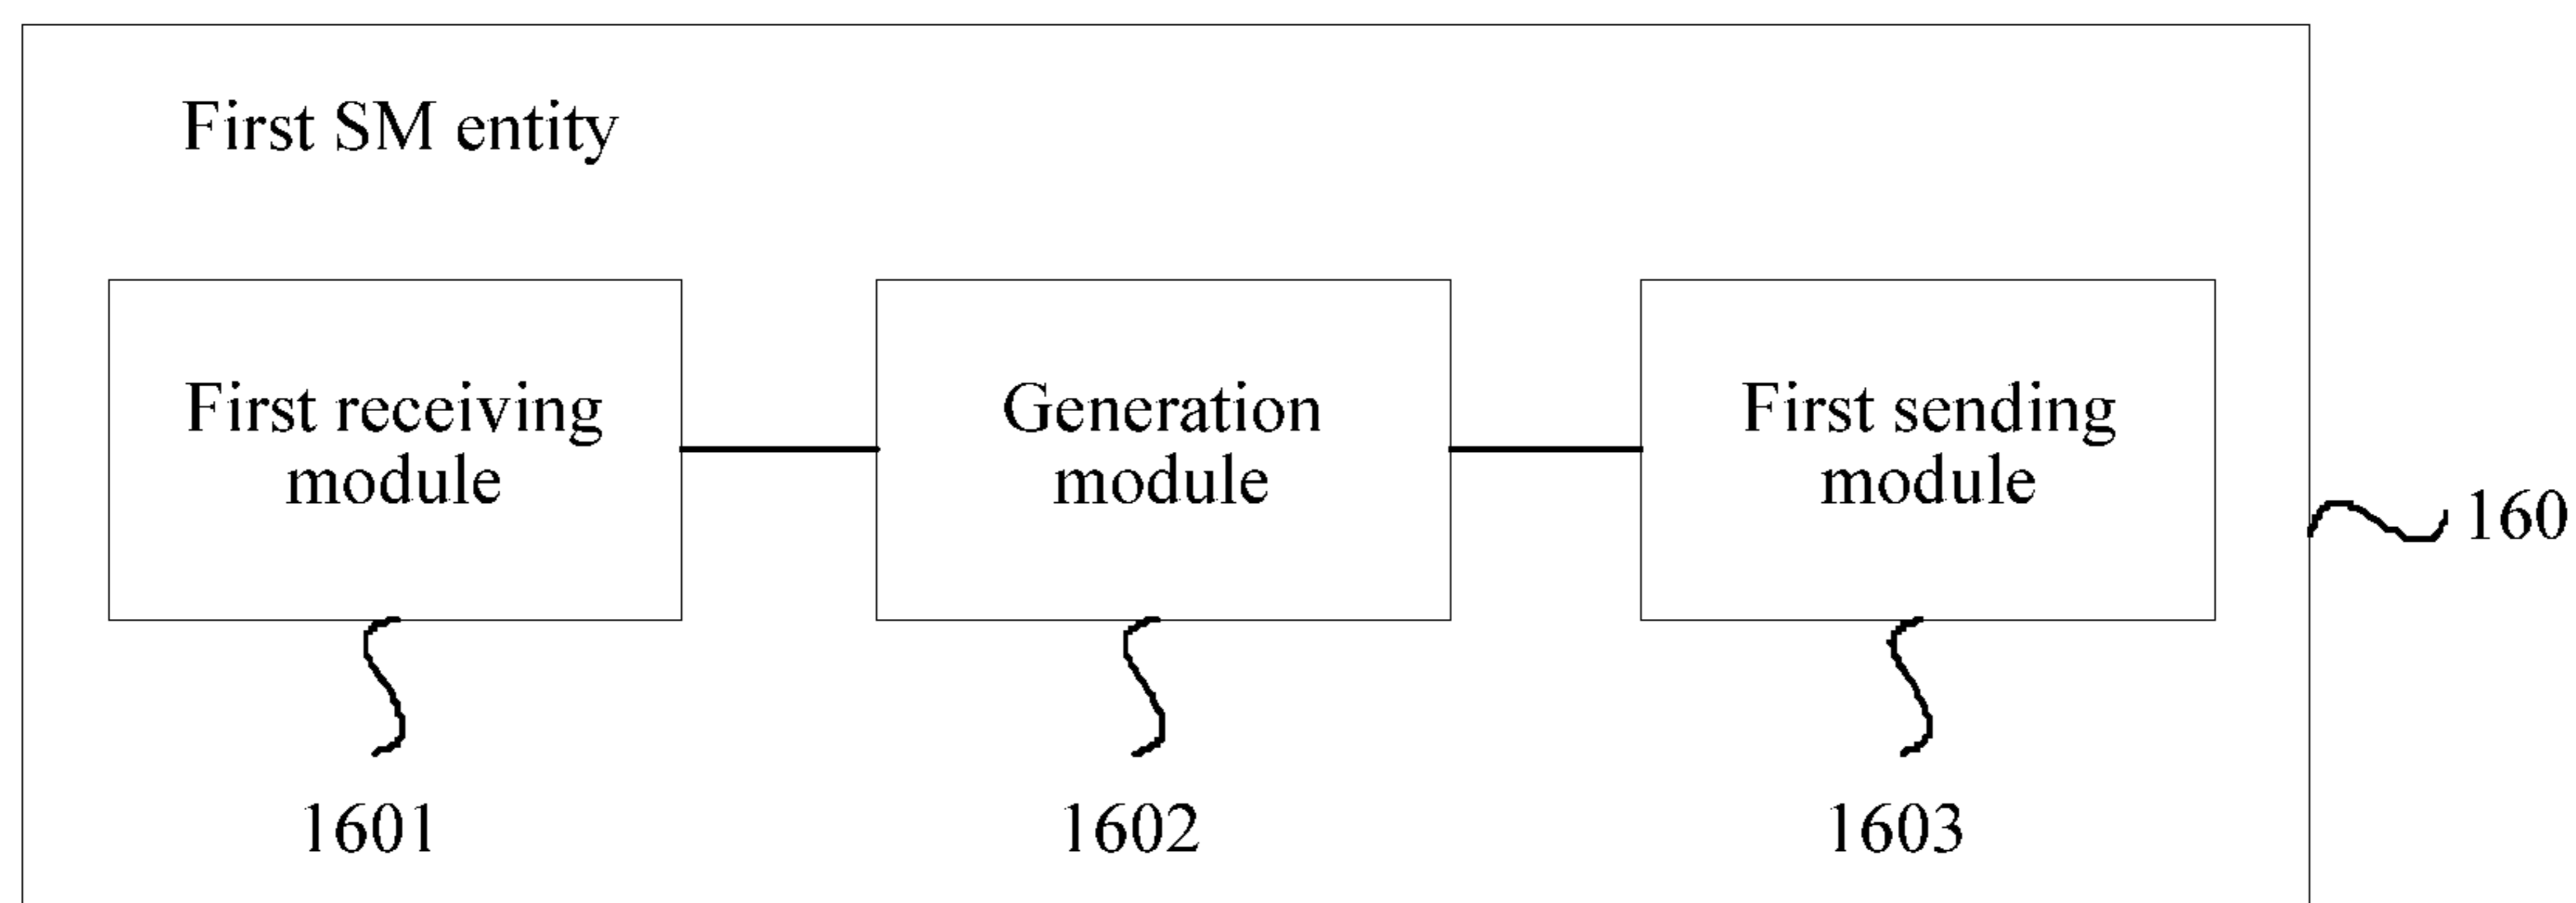 First SM entity
First receiving
module
Generation
module
First sending
module
160
1601
1602
1603